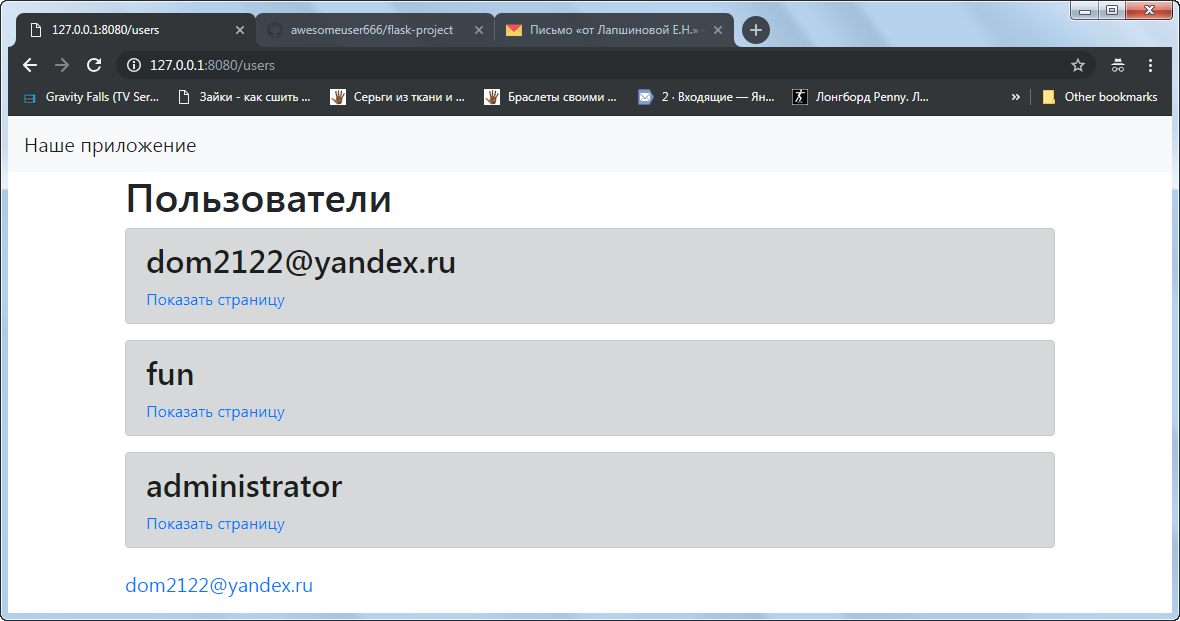 127.0.0.1:8080/users
awesomeuser666/flask-project
Письмо «от Лапшиновой Е.Н.» -
127.0.0.1:8080/users
Gravity Falls (TV Ser...
Зайки - как сшить ...
Серьги из ткани и ...
Браслеты своими ...
2 · Входящие — Ян...
Лонгборд Penny. Л...
»
Other bookmarks
Наше приложение
Пользователи
dom2122@yandex.ru
Показать страницу
fun
Показать страницу
administrator
Показать страницу
dom2122@yandex.ru